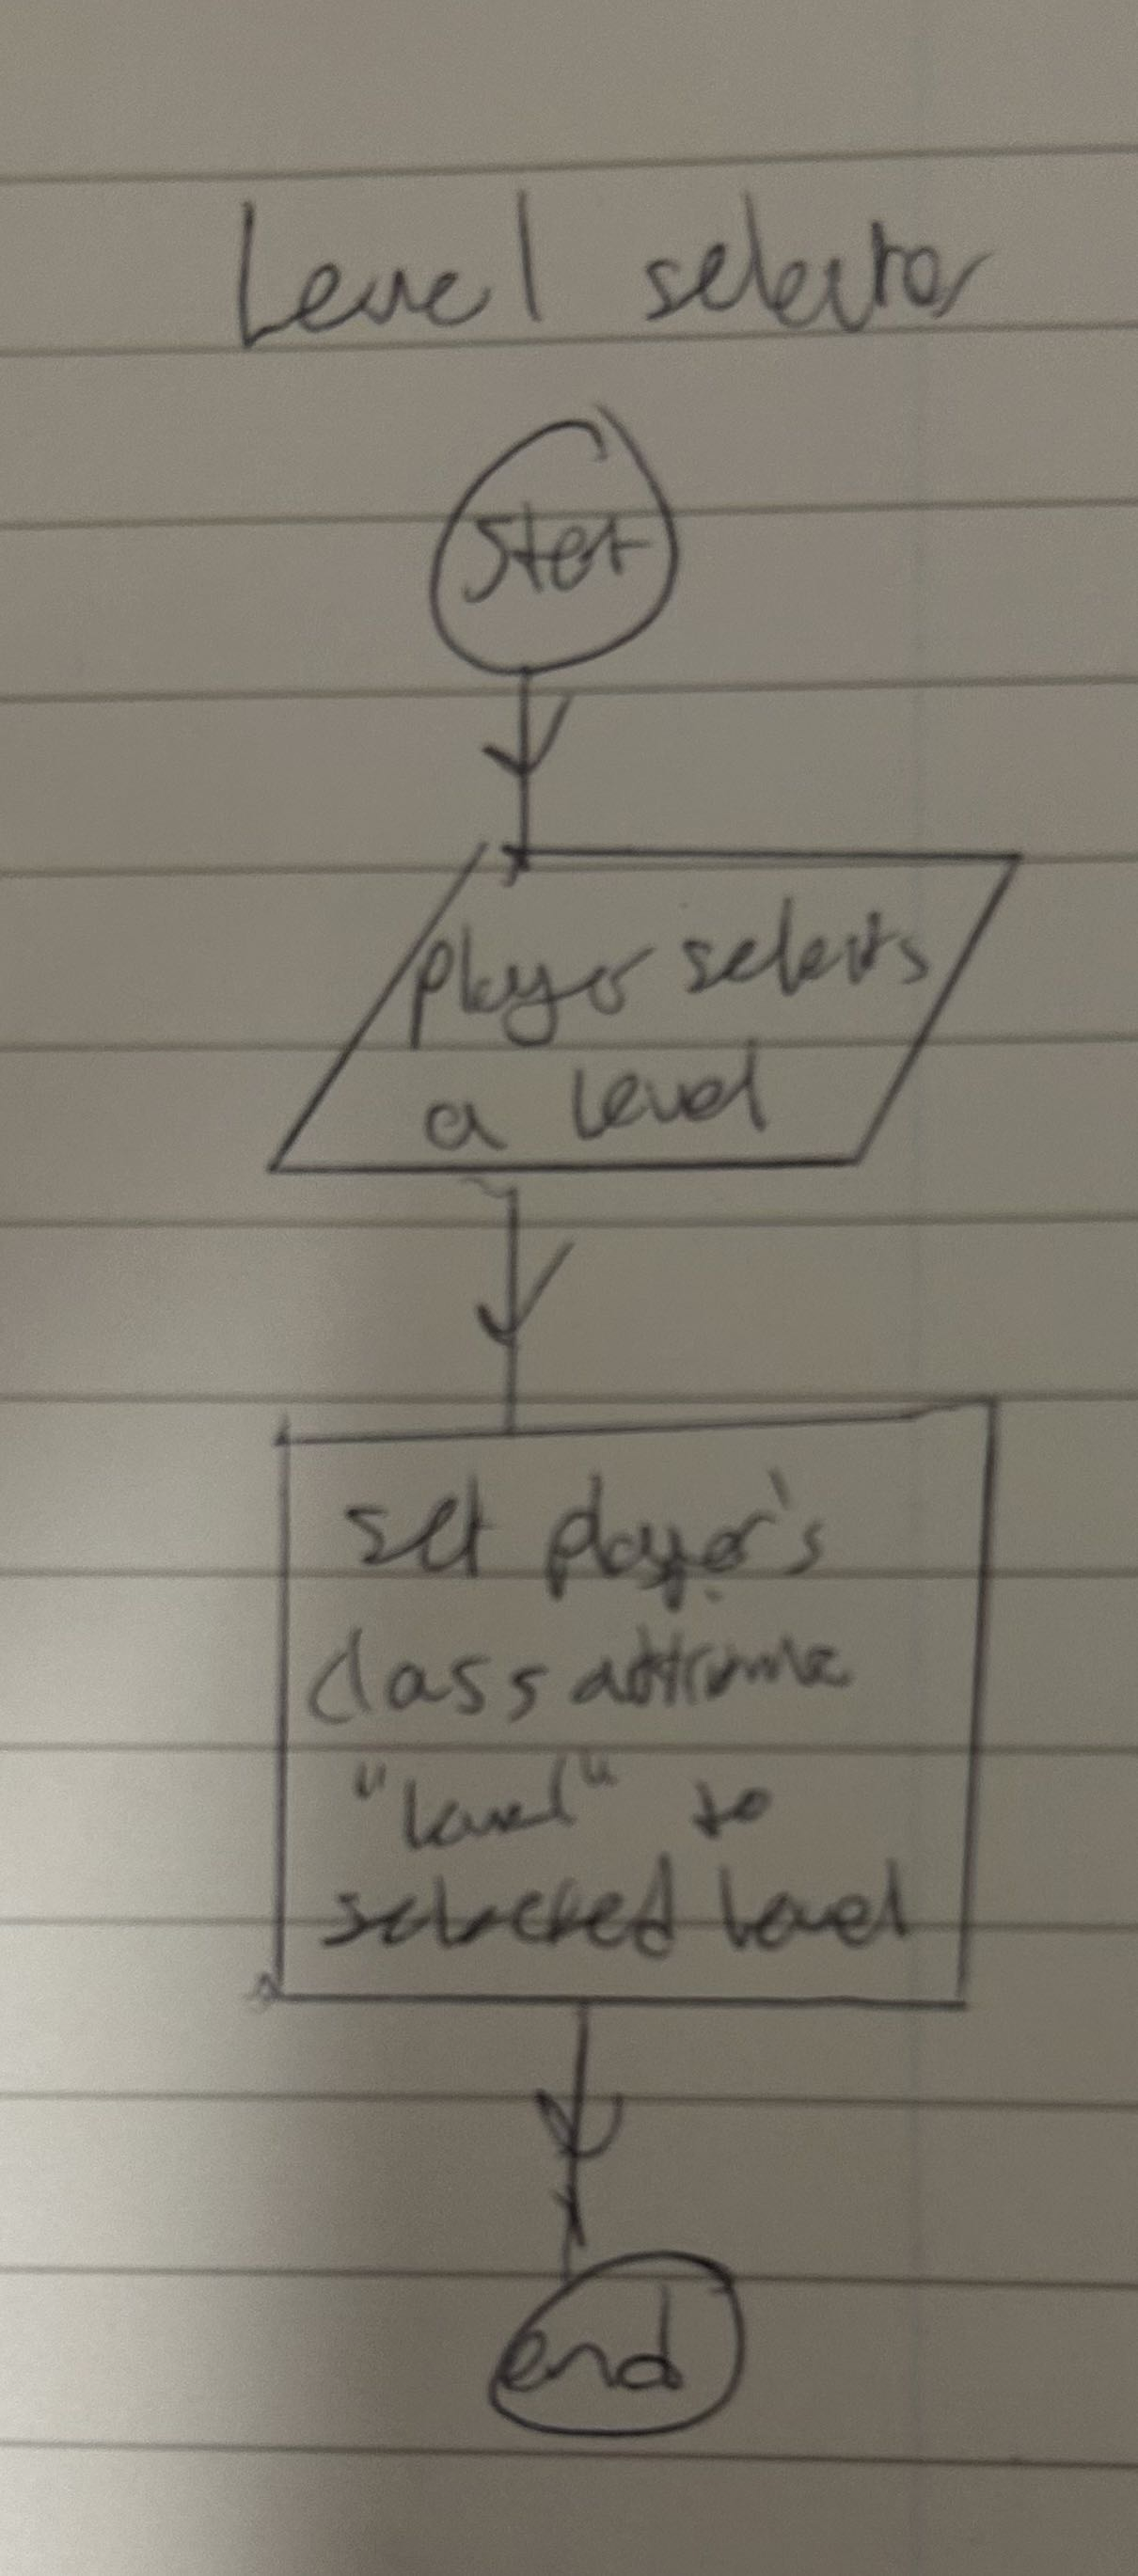 Level selector
Start
player selects
a level
set player's
class attribute
"level" to
selected level
end